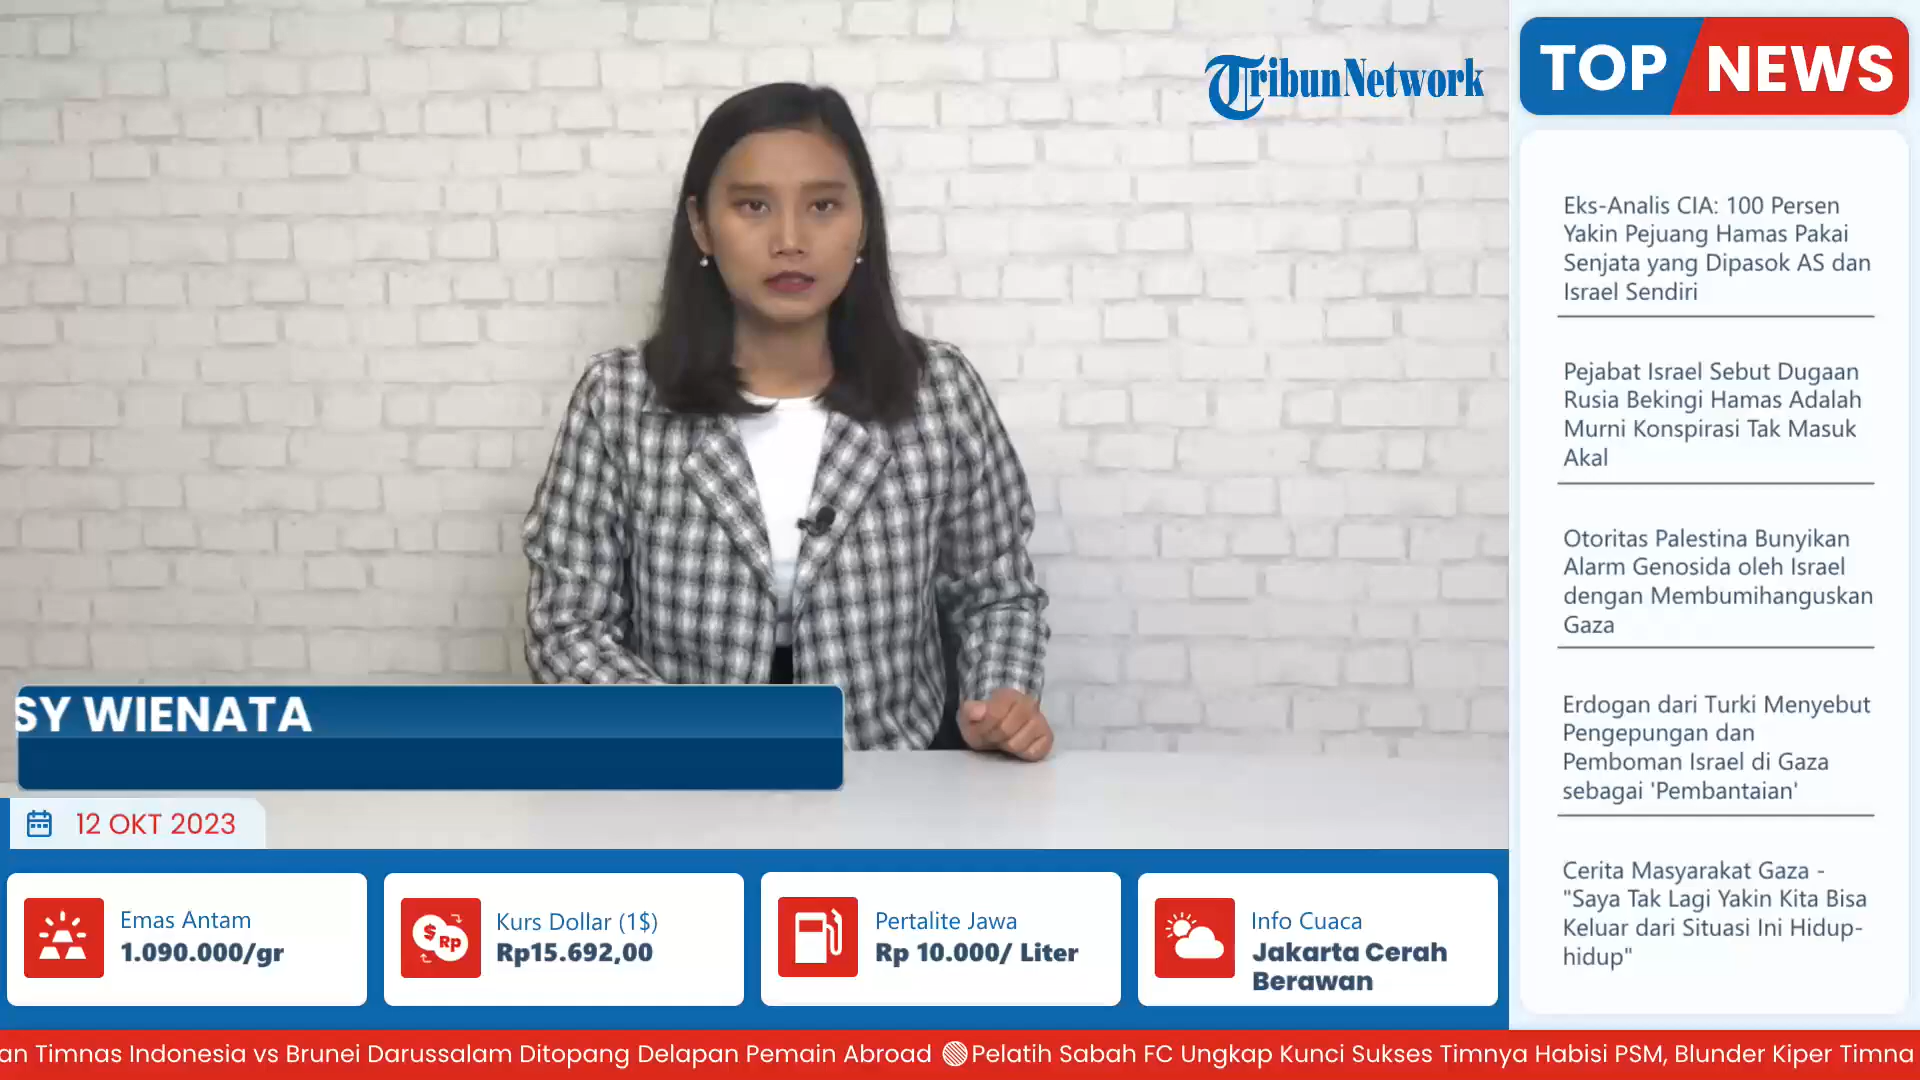 TribunNetwork
TOP NEWS
Eks-Analis CIA: 100 Persen
Yakin Pejuang Hamas Pakai
Senjata yang Dipasok AS dan
Israel Sendiri
Pejabat Israel Sebut Dugaan
Rusia Bekingi Hamas Adalah
Murni Konspirasi Tak Masuk
Akal
Otoritas Palestina Bunyikan
Alarm Genosida oleh Israel
dengan Membumihanguskan
Gaza
Erdogan dari Turki Menyebut
Pengepungan dan
Pemboman Israel di Gaza
sebagai 'Pembantaian'
Cerita Masyarakat Gaza -
"Saya Tak Lagi Yakin Kita Bisa
Keluar dari Situasi Ini Hidup-
hidup"
SY WIENATA
12 OKT 2023
Emas Antam
1.090.000/gr
$ Rp
Kurs Dollar (1$)
Rp15.692,00
Pertalite Jawa
Rp 10.000/ Liter
Info Cuaca
Jakarta Cerah
Berawan
an Timnas Indonesia vs Brunei Darussalam Ditopang Delapan Pemain Abroad Pelatih Sabah FC Ungkap Kunci Sukses Timnya Habisi PSM, Blunder Kiper Timna